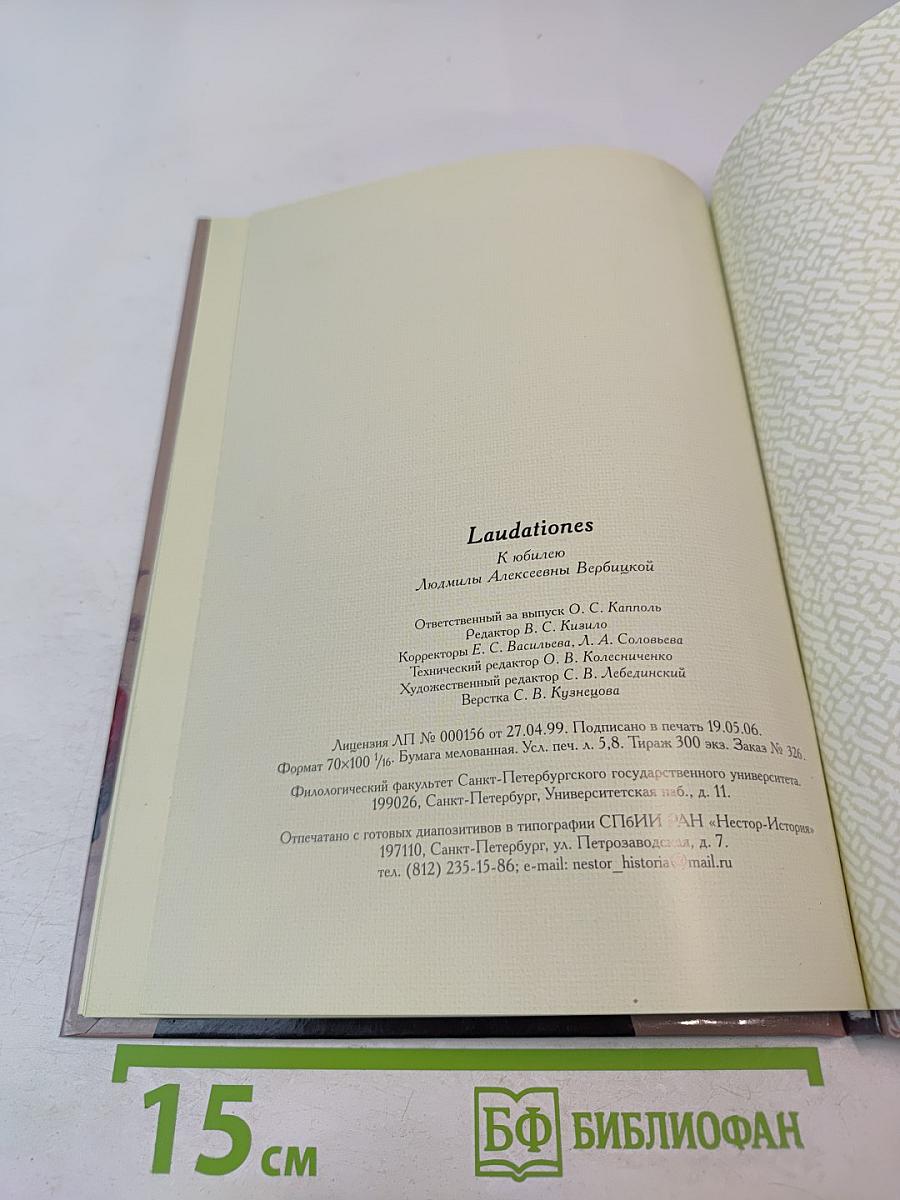 Laudationes
К юбилею
Людмилы Алексеевны Вербицкой
Ответственный за выпуск О. С. Капполь
Редактор В. С. Кизило
Корректоры Е. С. Васильева, Л. А. Соловьева
Технический редактор О. В. Колесниченко
Художественный редактор С. В. Лебединский
Верстка С. В. Кузнецова
Лицензия ЛП № 000156 от 27.04.99. Подписано в печать 19.05.06.
Формат 70×100 1/16. Бумага мелованная. Усл. печ. л. 5,8. Тираж 300 экз. Заказ № 326.
Филологический факультет Санкт-Петербургского государственного университета.
199026, Санкт-Петербург, Университетская наб., д. 11.
Отпечатано с готовых диапозитивов в типографии СПбИИ РАН «Нестор-История»
197110, Санкт-Петербург, ул. Петрозаводская, д. 7.
тел. (812) 235-15-86; e-mail: nestor_historia@mail.ru
15 см
БФ БИБЛИОФАН